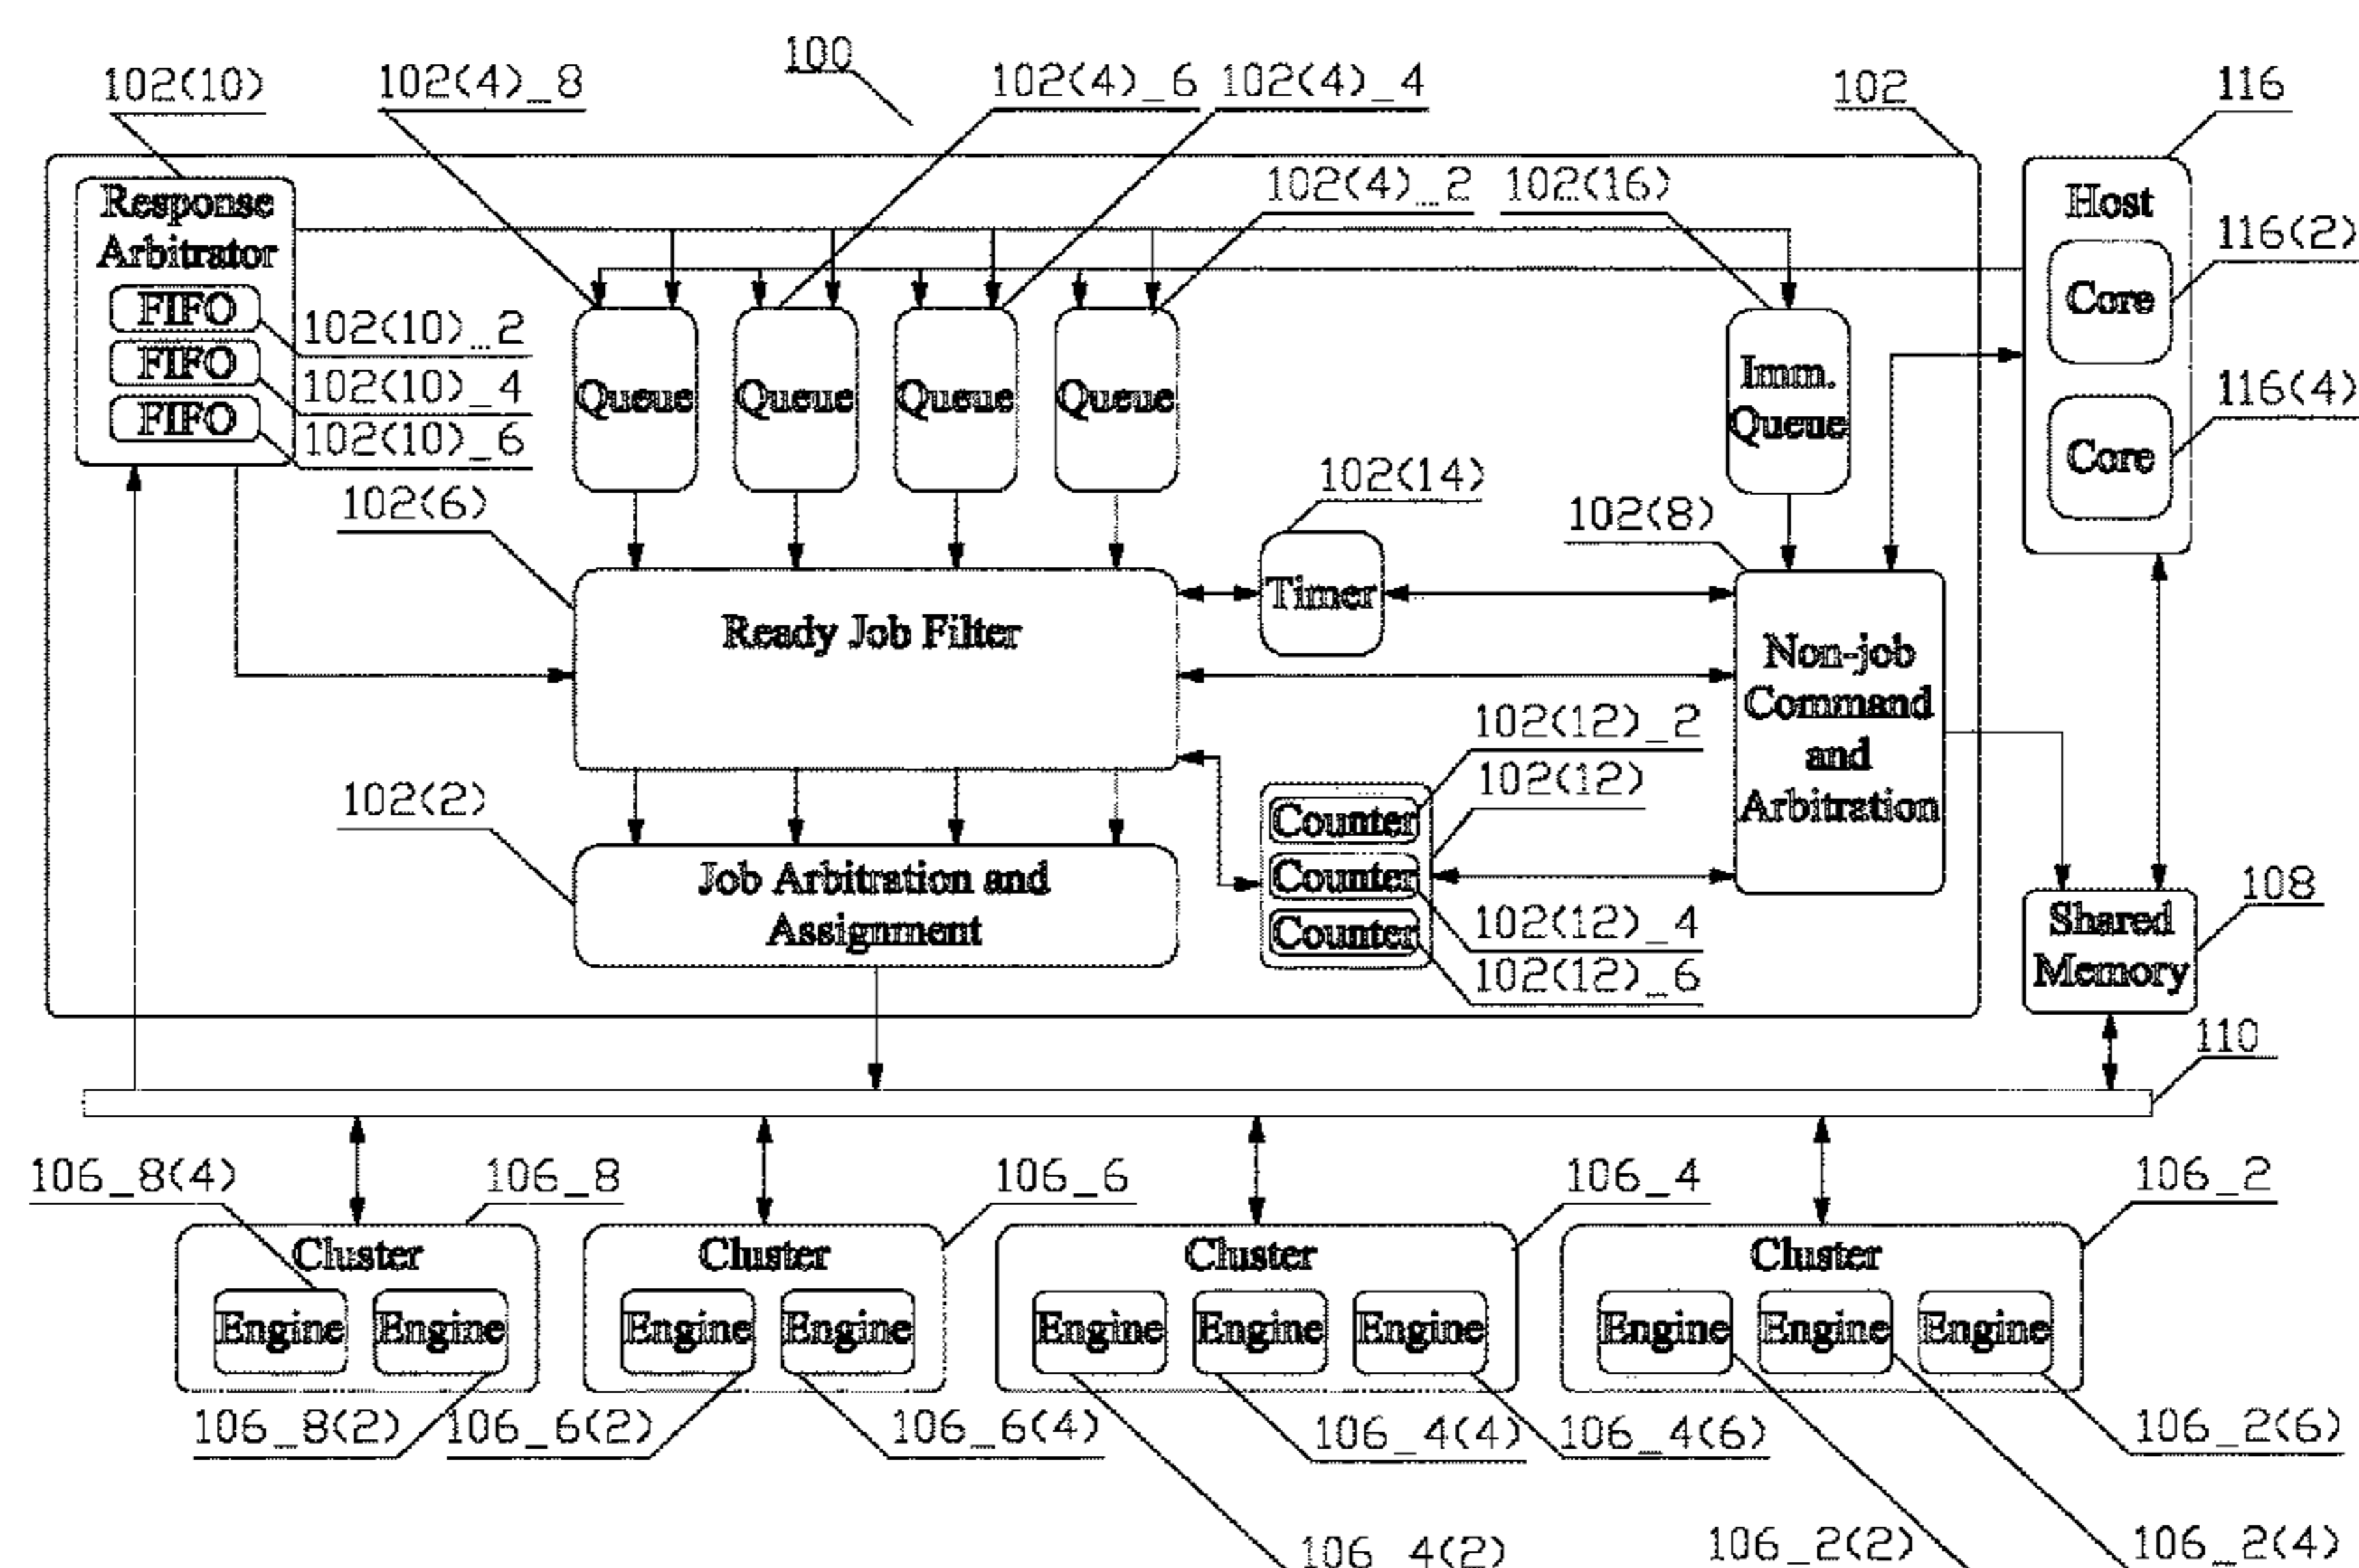 100
102(10)
102(4)_8
102(4)_6
102(4)_4
102
116
Response
Arbitrator
102(4)_2
102(16)
Host
116(2)
Core
FIFO
102(10)_2
FIFO
102(10)_4
FIFO
102(10)_6
Queue
Queue
Queue
Queue
Imm.
Queue
116(4)
Core
102(6)
102(14)
102(8)
Timer
Ready Job Filter
Non-job
Command
and
Arbitration
102(12)_2
102(12)
102(2)
Counter
Counter
Counter
102(12)_4
102(12)_6
Job Arbitration and
Assignment
108
Shared
Memory
110
106_8(4)
106_8
106_6
106_4
106_2
Cluster
Cluster
Cluster
Cluster
Engine
Engine
Engine
Engine
Engine
Engine
Engine
Engine
Engine
Engine
106_8(2)
106_6(2)
106_6(4)
106_4(4)
106_4(6)
106_2(6)
106_4(2)
106_2(2)
106_2(4)